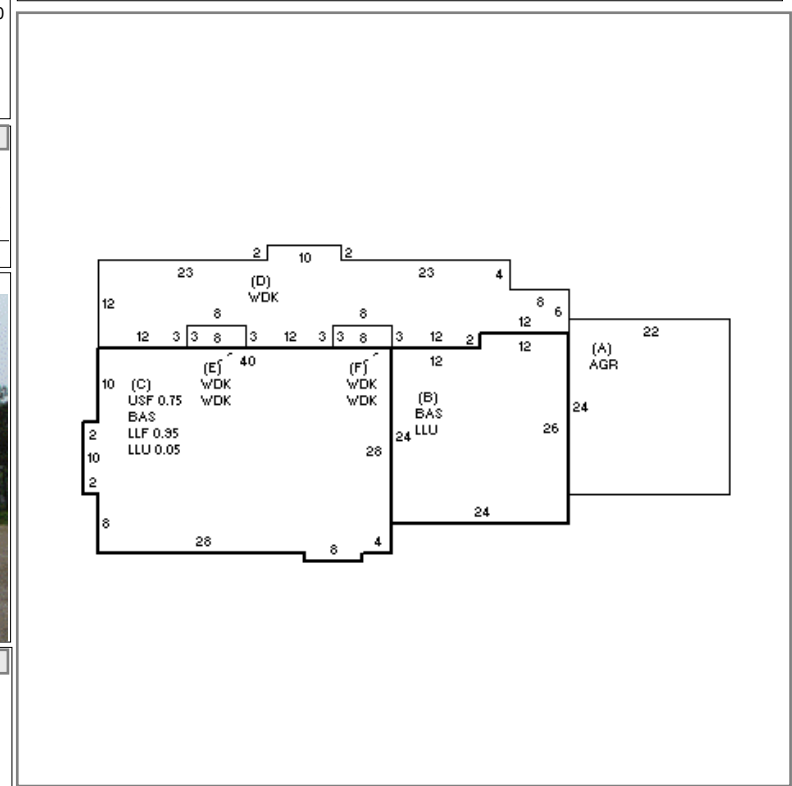 0
2 10 2
23 (D) 23 4
WDK
12 8 8 8 6
12 3 3 8 3 12 3 3 8 3 12 2 12 22
(E) 40 (F) 12 12 (A)
WDK WDK AGR
WDK WDK
10 (C) (B)
USF 0.75 BAS 24
BAS LLU
2 LLF 0.95 24 26
10 LLU 0.05 28
2
8 24
28 8 4